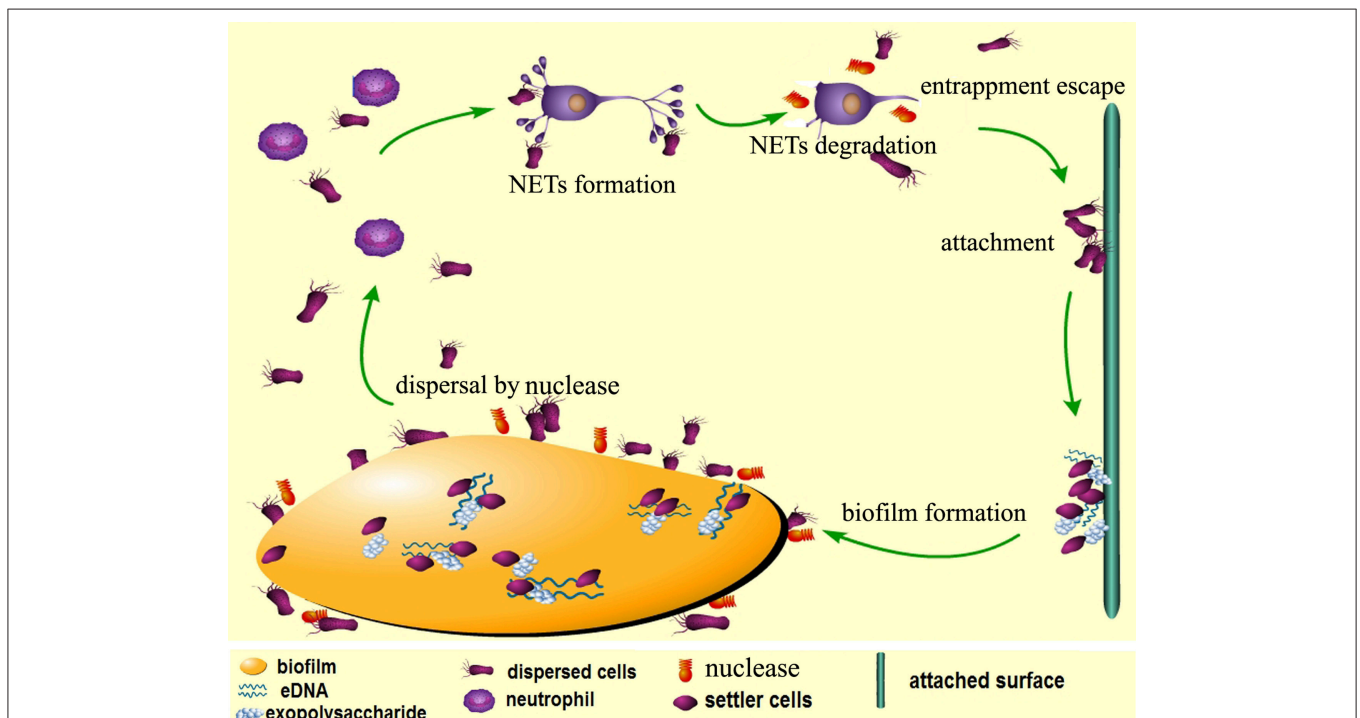 entrappment escape
NETs degradation
NETs formation
attachment
dispersal by nuclease
biofilm formation
biofilm
eDNA
exopolysaccharide
dispersed cells
neutrophil
nuclease
settler cells
attached surface